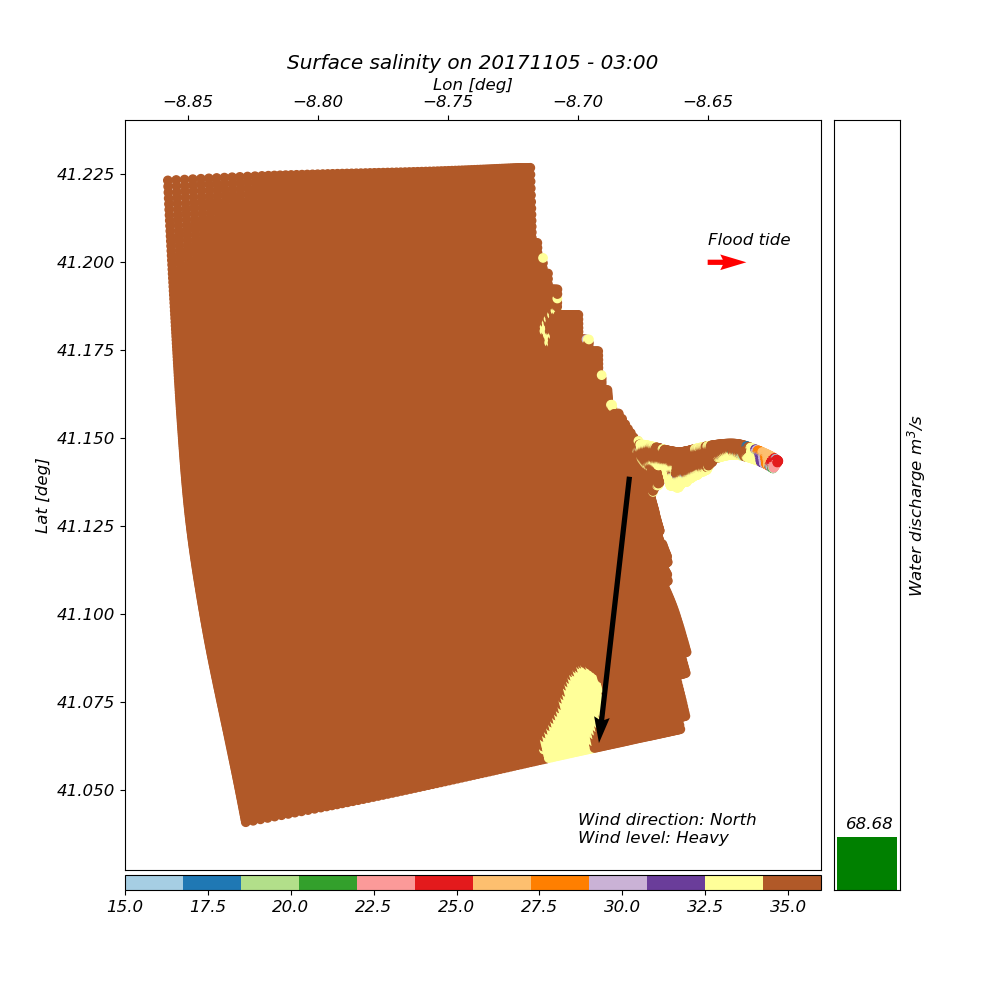 Surface salinity on 20171105 - 03:00
Lon [deg]
−8.85 −8.80 −8.75 −8.70 −8.65
41.225
41.200
41.175
41.150
41.125
41.100
41.075
41.050
Lat [deg]
Flood tide
Wind direction: North
Wind level: Heavy
68.68
Water discharge m³/s
15.0 17.5 20.0 22.5 25.0 27.5 30.0 32.5 35.0